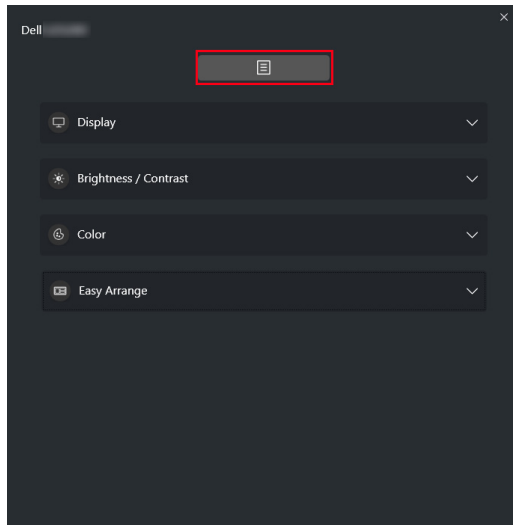 Dell
Display
Brightness / Contrast
Color
Easy Arrange